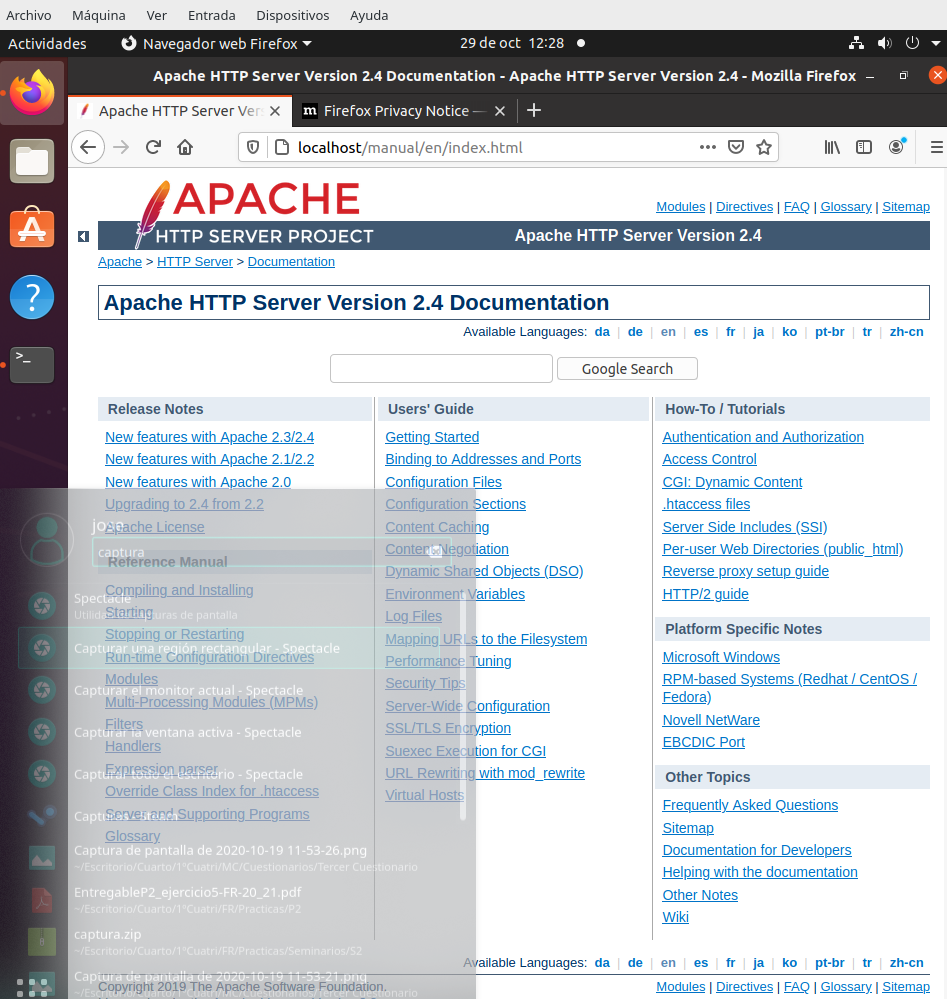 Archivo Máquina Ver Entrada Dispositivos Ayuda
Actividades Navegador web Firefox 29 de oct 12:28
Apache HTTP Server Version 2.4 Documentation - Apache HTTP Server Version 2.4 - Mozilla Firefox
Apache HTTP Server Vers Firefox Privacy Notice —
localhost/manual/en/index.html
APACHE
HTTP SERVER PROJECT
Modules | Directives | FAQ | Glossary | Sitemap
Apache HTTP Server Version 2.4
Apache > HTTP Server > Documentation
Apache HTTP Server Version 2.4 Documentation
Available Languages: da | de | en | es | fr | ja | ko | pt-br | tr | zh-cn
Google Search
Release Notes
New features with Apache 2.3/2.4
New features with Apache 2.1/2.2
New features with Apache 2.0
Upgrading to 2.4 from 2.2
Apache License
Reference Manual
Compiling and Installing
Starting
Stopping or Restarting
Run-time Configuration Directives
Modules
Multi-Processing Modules (MPMs)
Filters
Handlers
Expression parser
Override Class Index for .htaccess
Server and Supporting Programs
Glossary
Users' Guide
Getting Started
Binding to Addresses and Ports
Configuration Files
Configuration Sections
Content Caching
Content Negotiation
Dynamic Shared Objects (DSO)
Environment Variables
Log Files
Mapping URLs to the Filesystem
Performance Tuning
Security Tips
Server-Wide Configuration
SSL/TLS Encryption
Suexec Execution for CGI
URL Rewriting with mod_rewrite
Virtual Hosts
How-To / Tutorials
Authentication and Authorization
Access Control
CGI: Dynamic Content
.htaccess files
Server Side Includes (SSI)
Per-user Web Directories (public_html)
Reverse proxy setup guide
HTTP/2 guide
Platform Specific Notes
Microsoft Windows
RPM-based Systems (Redhat / CentOS /
Fedora)
Novell NetWare
EBCDIC Port
Other Topics
Frequently Asked Questions
Sitemap
Documentation for Developers
Helping with the documentation
Other Notes
Wiki
captura
Spectacle
Utilidad de capturas de pantalla
Capturar una región rectangular - Spectacle
Capturar el monitor actual - Spectacle
Capturar la ventana activa - Spectacle
Capturar todo el escritorio - Spectacle
Captura de pantalla de 2020-10-19 11-53-26.png
~/Escritorio/Cuarto/1ºCuatri/MC/Cuestionarios/Tercer Cuestionario
EntregableP2_ejercicio5-FR-20_21.pdf
~/Escritorio/Cuarto/1ºCuatri/FR/Practicas/P2
captura.zip
~/Escritorio/Cuarto/1ºCuatri/FR/Practicas/Seminarios/S2
Captura de pantalla de 2020-10-19 11-53-21.png
~/Escritorio/Cuarto/1ºCuatri/MC/Cuestionarios/Tercer Cuestionario
Available Languages: da | de | en | es | fr | ja | ko | pt-br | tr | zh-cn
Copyright 2019 The Apache Software Foundation.
Modules | Directives | FAQ | Glossary | Sitemap